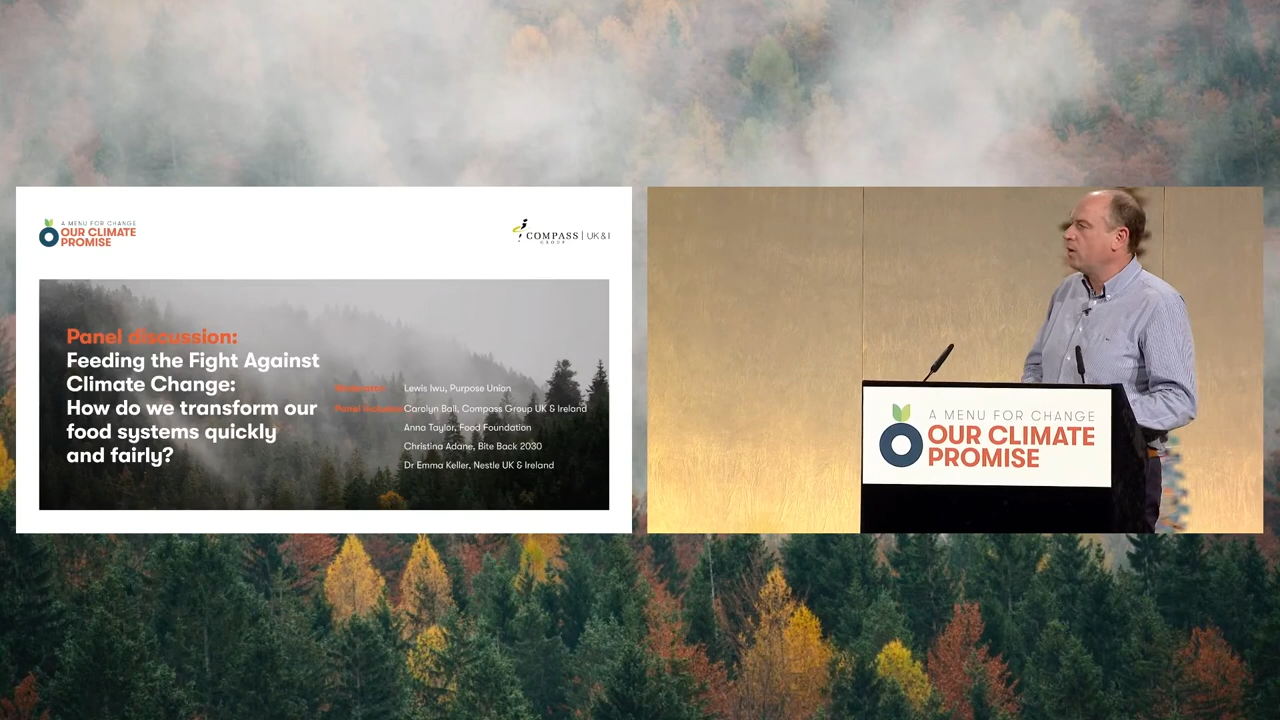 A MENU FOR CHANGE
OUR CLIMATE
PROMISE
COMPASS | UK & I
GROUP
Panel discussion:
Feeding the Fight Against
Climate Change:
How do we transform our
food systems quickly
and fairly?
Lewis Iwu, Purpose Union
Carolyn Ball, Compass Group UK & Ireland
Anna Taylor, Food Foundation
Christina Adane, Bite Back 2030
Dr Emma Keller, Nestle UK & Ireland
A MENU FOR CHANGE
OUR CLIMATE
PROMISE